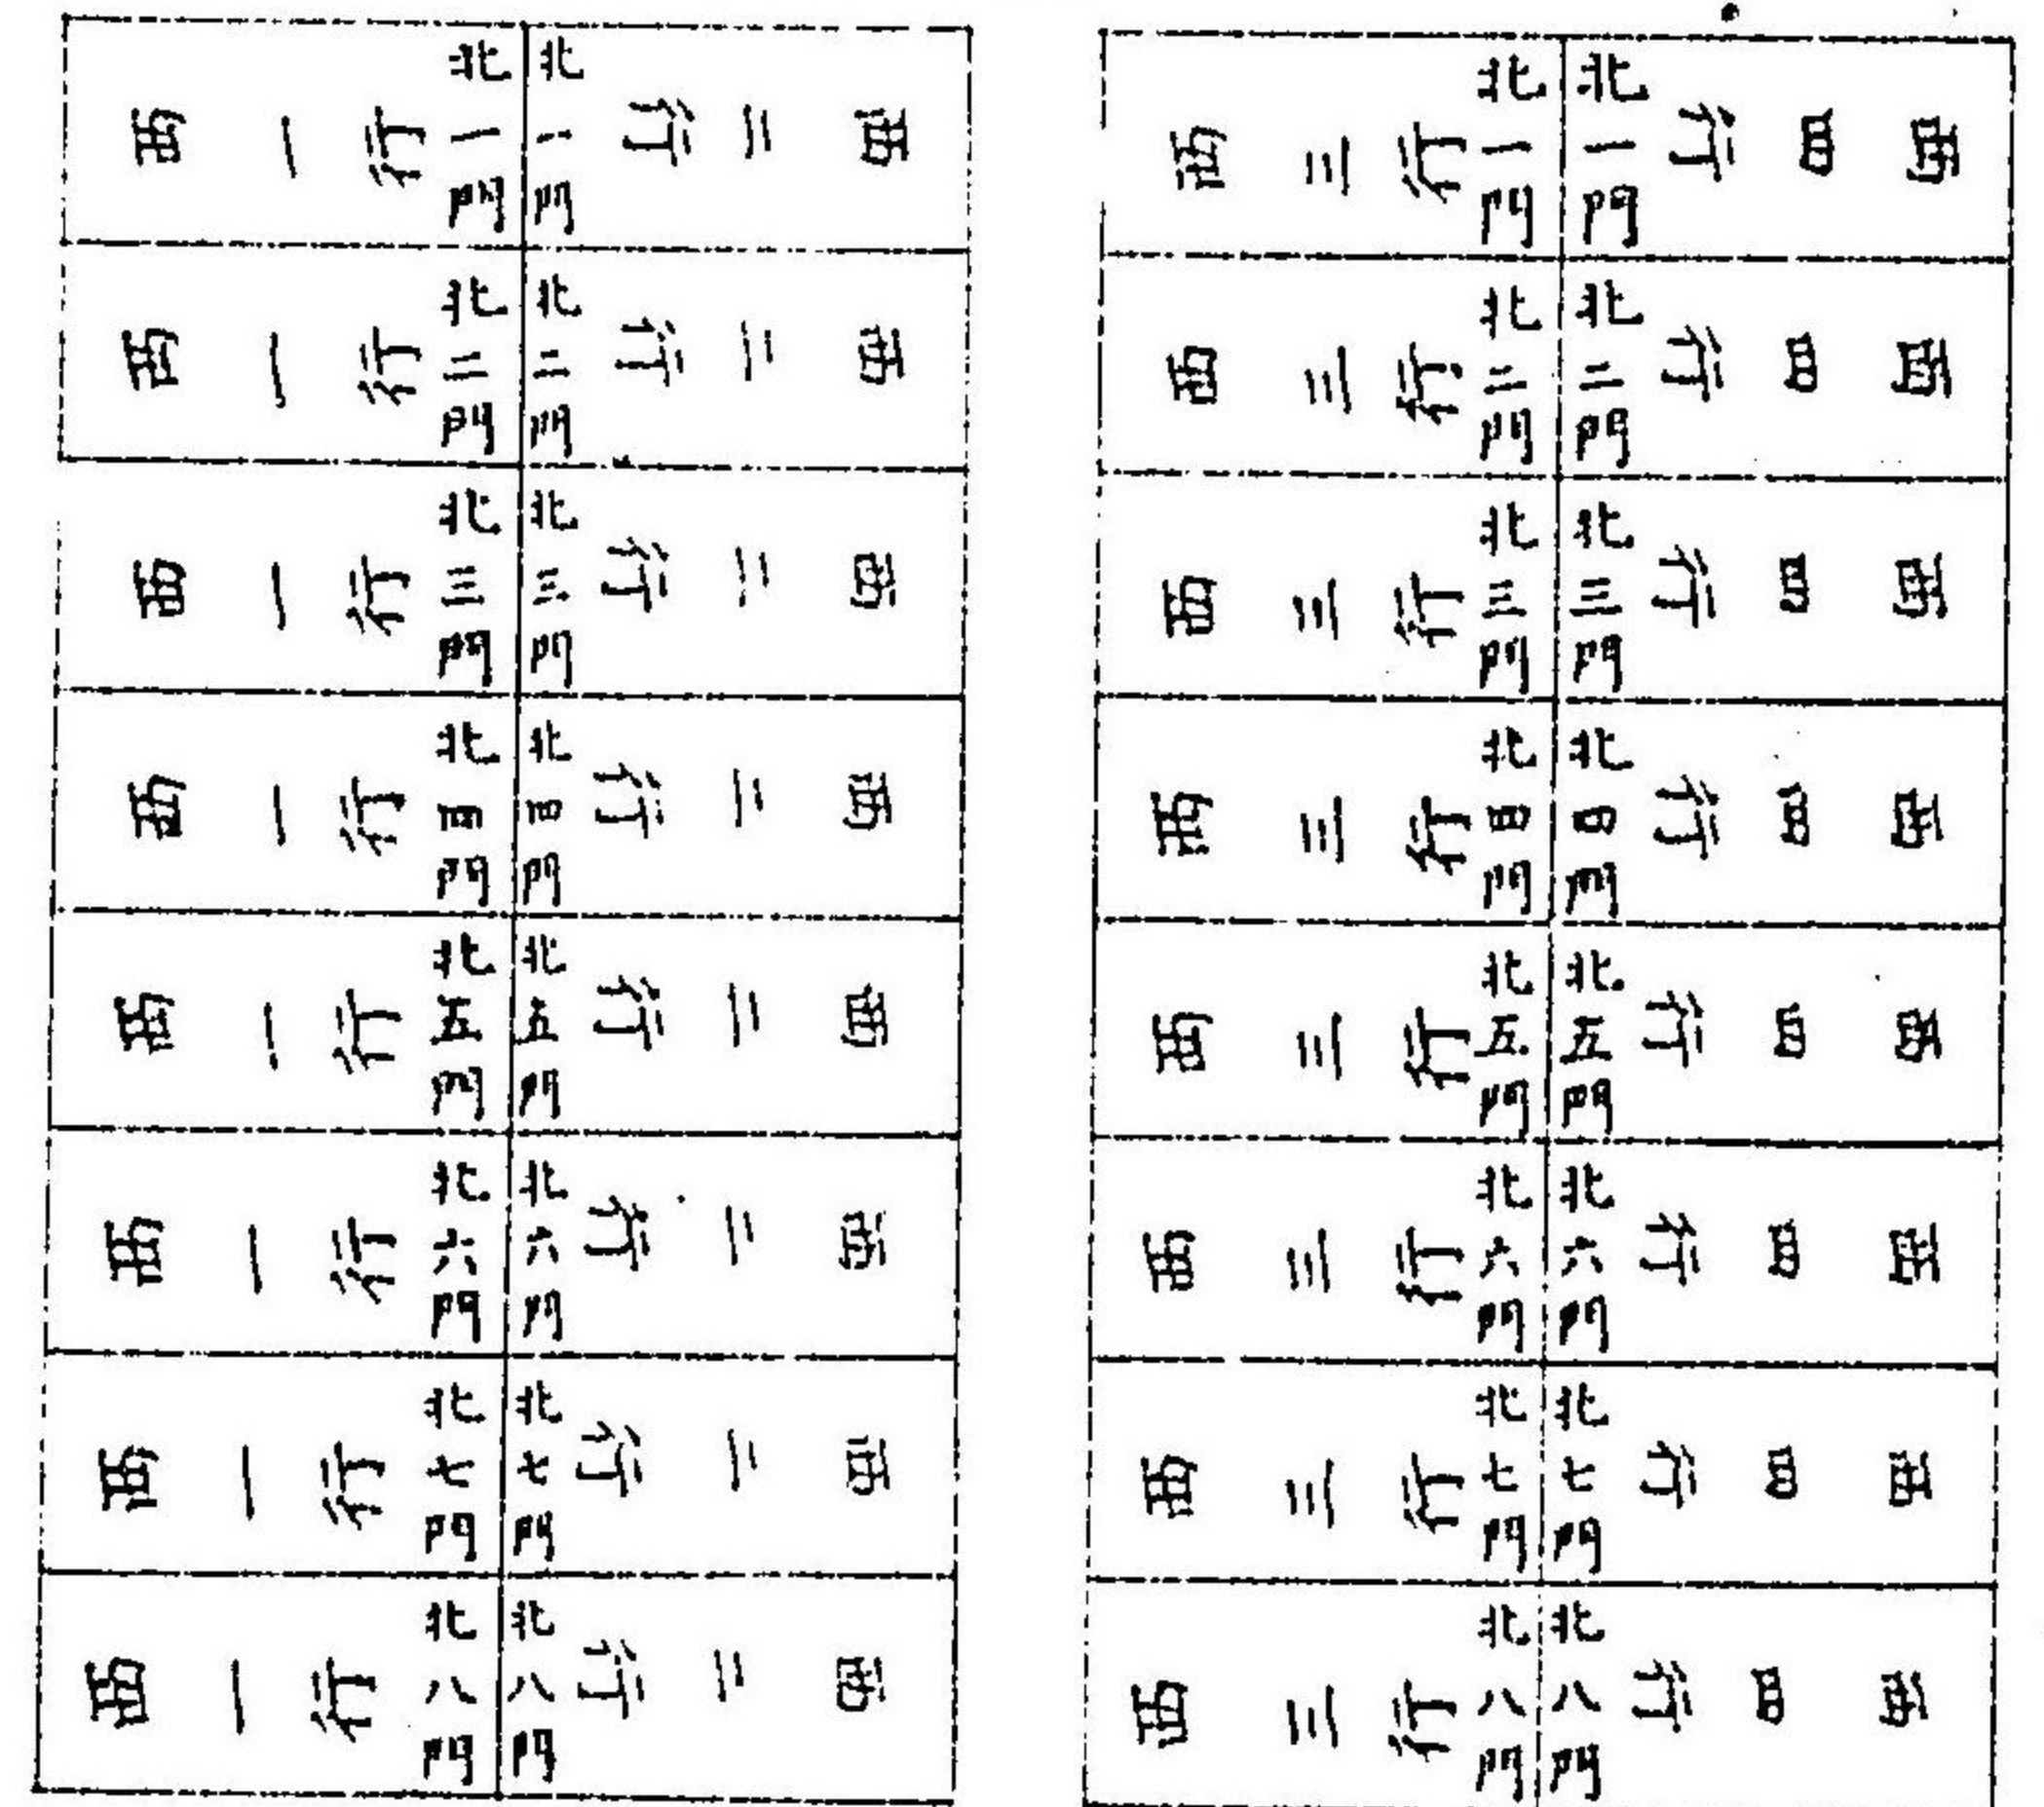 西一行
北一門
北一門
西二行
西一行
北二門
北二門
西二行
西一行
北三門
北三門
西二行
西一行
北四門
北四門
西二行
西一行
北五門
北五門
西二行
西一行
北六門
北六門
西二行
西一行
北七門
北七門
西二行
西一行
北八門
北八門
西二行
西三行
北一門
北一門
西四行
西三行
北二門
北二門
西四行
西三行
北三門
北三門
西四行
西三行
北四門
北四門
西四行
西三行
北五門
北五門
西四行
西三行
北六門
北六門
西四行
西三行
北七門
北七門
西四行
西三行
北八門
北八門
西四行